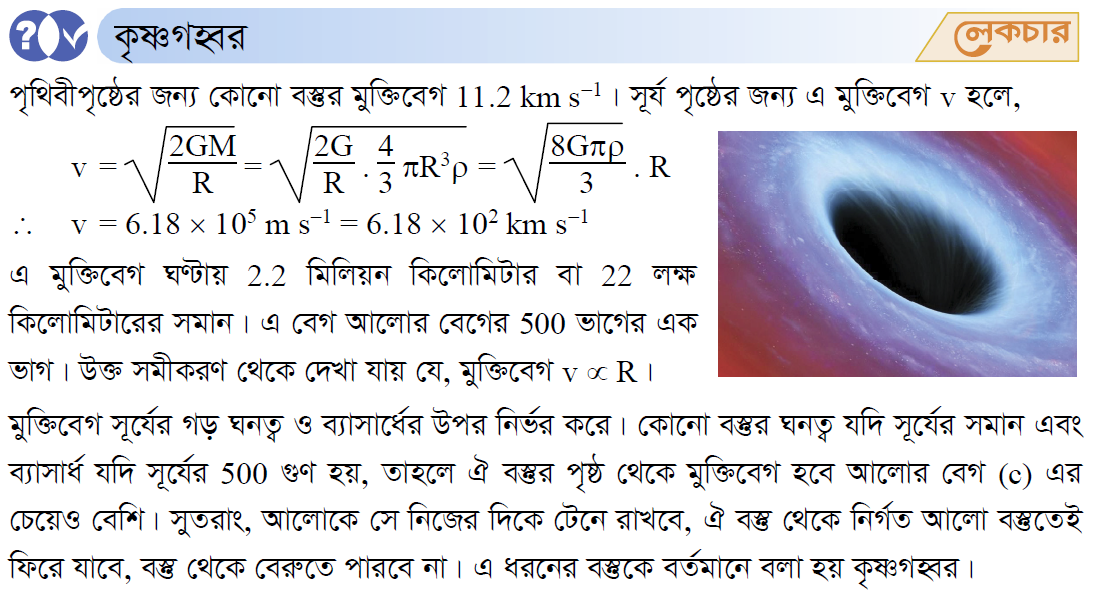 ?
কৃষ্ণগহ্বর
লেকচার
পৃথিবীপৃষ্ঠের জন্য কোনো বস্তুর মুক্তিবেগ 11.2 km s⁻¹ । সূর্য পৃষ্ঠের জন্য এ মুক্তিবেগ v হলে,
v = √(2GM/R) = √(2G/R . 4/3 πR³ρ) = √(8Gπρ/3) . R
∴ v = 6.18 × 10⁵ m s⁻¹ = 6.18 × 10² km s⁻¹
এ মুক্তিবেগ ঘণ্টায় 2.2 মিলিয়ন কিলোমিটার বা 22 লক্ষ
কিলোমিটারের সমান। এ বেগ আলোর বেগের 500 ভাগের এক
ভাগ। উক্ত সমীকরণ থেকে দেখা যায় যে, মুক্তিবেগ v ∝ R ।
মুক্তিবেগ সূর্যের গড় ঘনত্ব ও ব্যাসার্ধের উপর নির্ভর করে। কোনো বস্তুর ঘনত্ব যদি সূর্যের সমান এবং
ব্যাসার্ধ যদি সূর্যের 500 গুণ হয়, তাহলে ঐ বস্তুর পৃষ্ঠ থেকে মুক্তিবেগ হবে আলোর বেগ (c) এর
চেয়েও বেশি। সুতরাং, আলোকে সে নিজের দিকে টেনে রাখবে, ঐ বস্তু থেকে নির্গত আলো বস্তুতেই
ফিরে যাবে, বস্তু থেকে বেরুতে পারবে না। এ ধরনের বস্তুকে বর্তমানে বলা হয় কৃষ্ণগহ্বর।